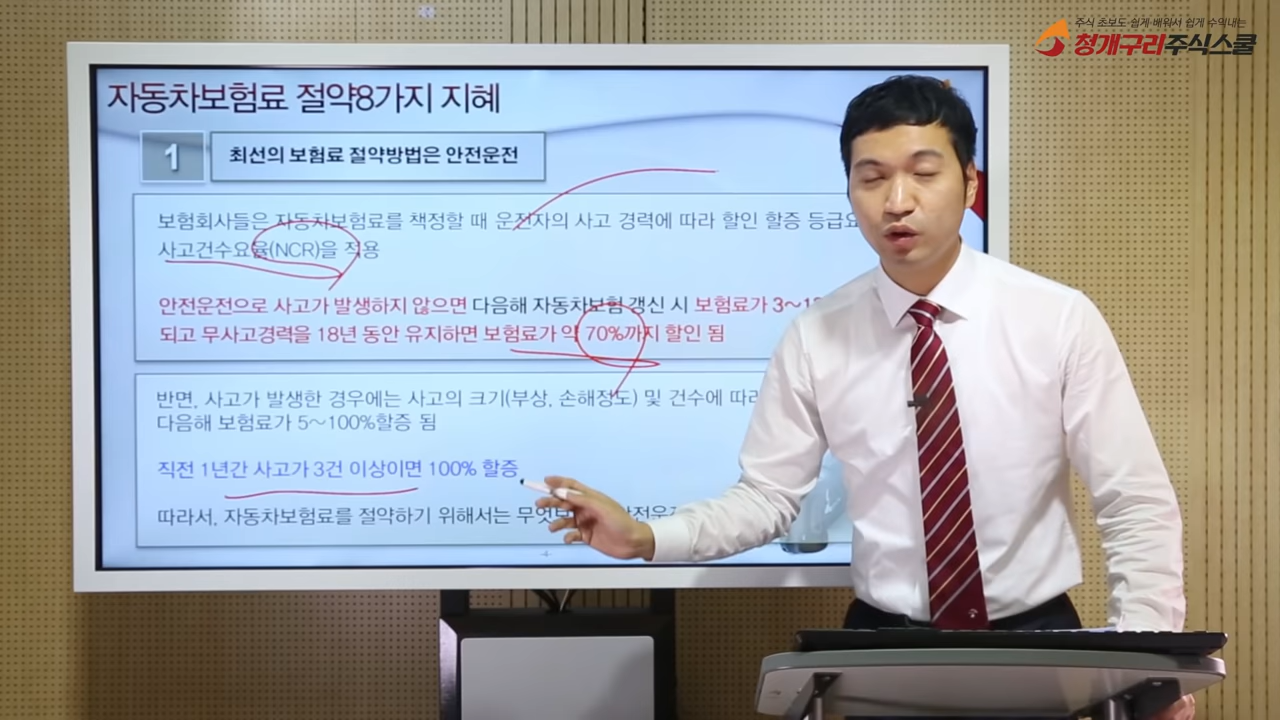 주식 초보도 쉽게 배워서 쉽게 수익내는
청개구리주식스쿨
자동차보험료 절약8가지 지혜
1
최선의 보험료 절약방법은 안전운전
보험회사들은 자동차보험료를 책정할 때 운전자의 사고 경력에 따라 할인 할증 등급요
사고건수요율(NCR)을 적용
안전운전으로 사고가 발생하지 않으면 다음해 자동차보험 갱신 시 보험료가 3~1
되고 무사고경력을 18년 동안 유지하면 보험료가 약 70%까지 할인 됨
반면, 사고가 발생한 경우에는 사고의 크기(부상, 손해정도) 및 건수에 따라
다음해 보험료가 5~100%할증 됨
직전 1년간 사고가 3건 이상이면 100% 할증
따라서, 자동차보험료를 절약하기 위해서는